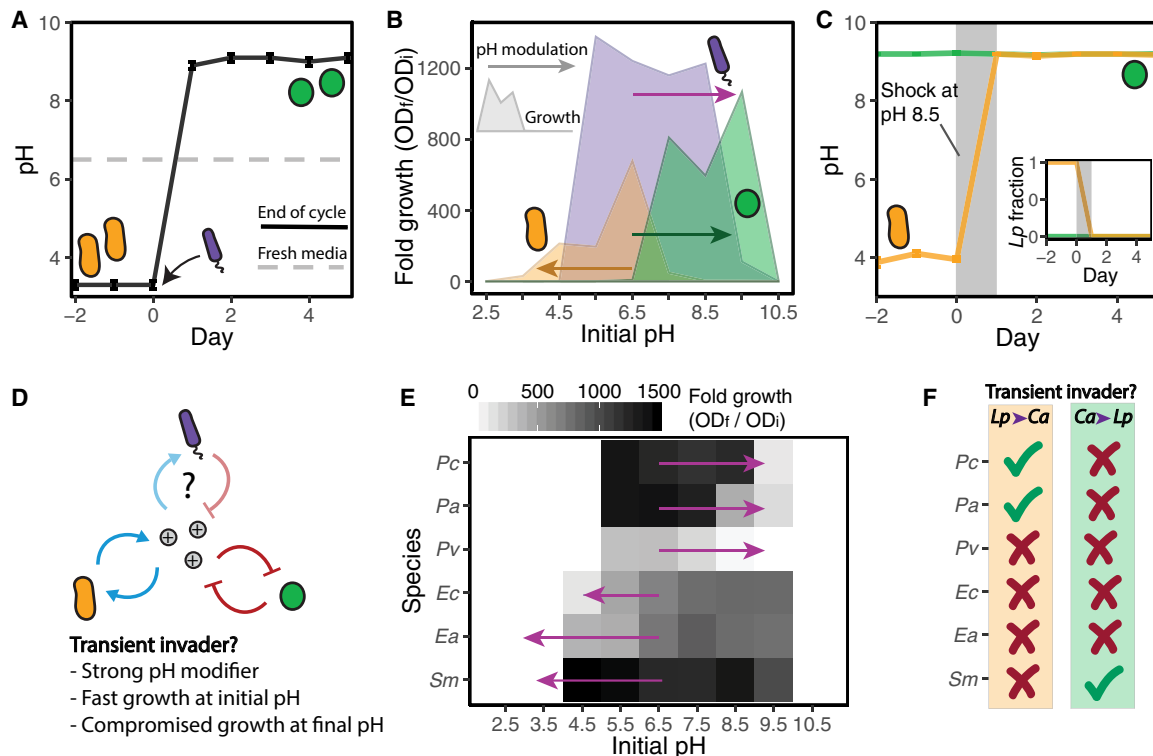 A
10
8
6
4
pH
End of cycle
Fresh media
−2 0 2 4
Day
B
pH modulation
Growth
1200
800
400
0
Fold growth (ODf/ODi)
2.5 4.5 6.5 8.5 10.5
Initial pH
C
10
8
6
4
pH
Shock at
pH 8.5
1
0
0
Lp fraction
−2 0 2 4
Day
−2 0 2 4
Day
D
?
+ + +
Transient invader?
- Strong pH modifier
- Fast growth at initial pH
- Compromised growth at final pH
E
0 500 1000 1500
Fold growth
(ODf / ODi)
Species
Pc
Pa
Pv
Ec
Ea
Sm
2.5 3.5 4.5 5.5 6.5 7.5 8.5 9.5 10.5
Initial pH
F
Transient invader?
Lp➤Ca Ca➤Lp
Pc
Pa
Pv
Ec
Ea
Sm